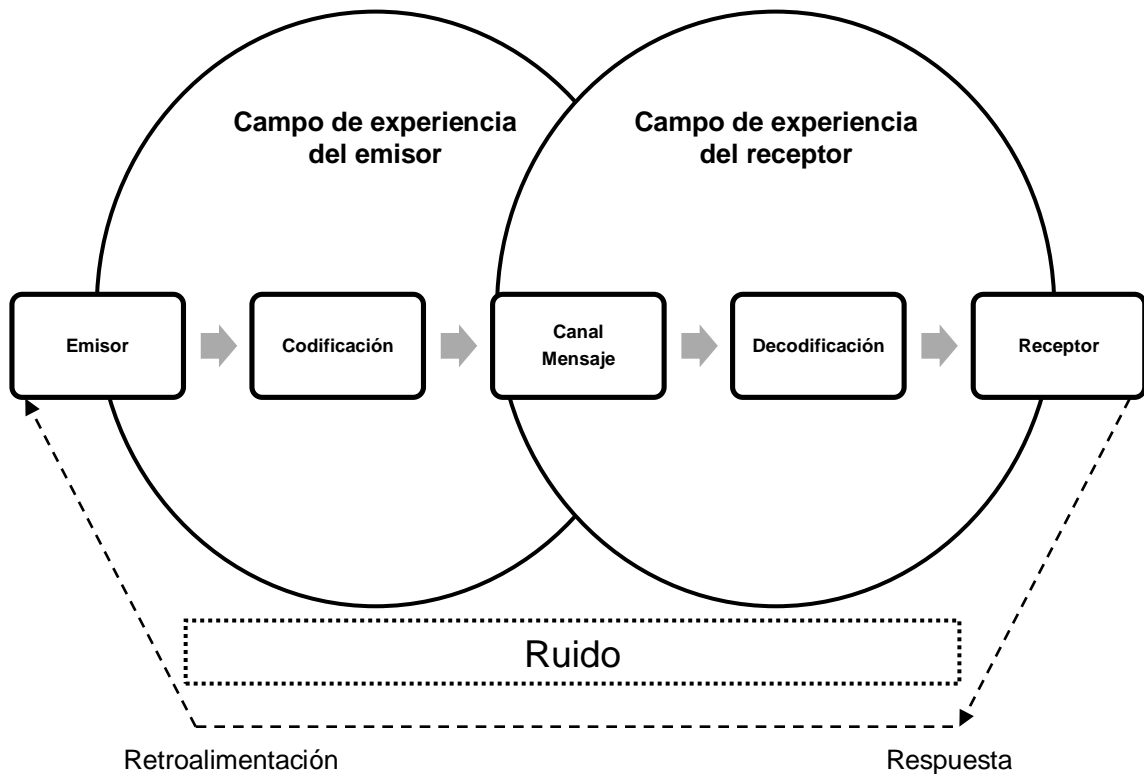 Campo de experiencia
del emisor
Campo de experiencia
del receptor
Emisor
Codificación
Canal
Mensaje
Decodificación
Receptor
Ruido
Retroalimentación
Respuesta